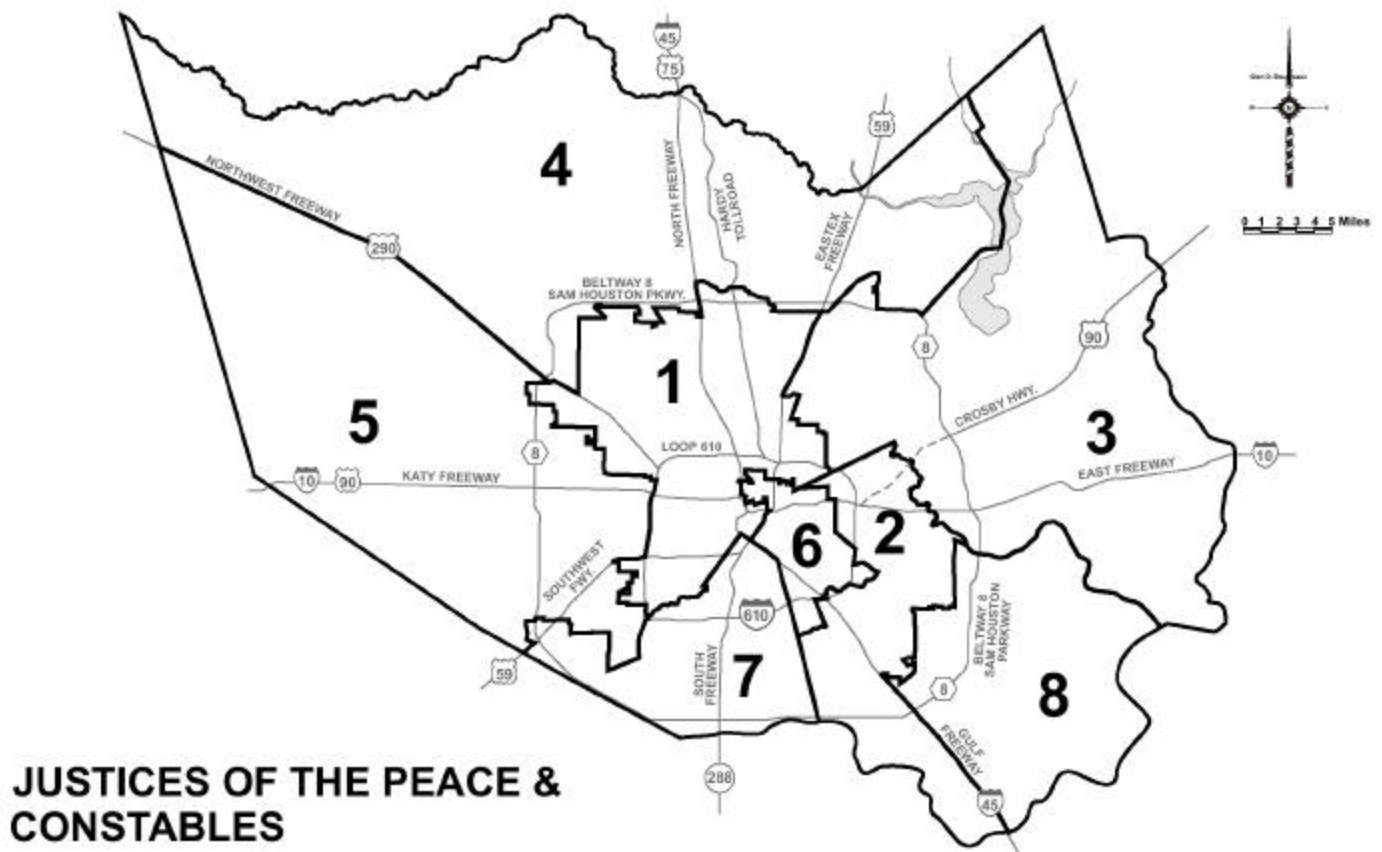 45
75
59
4
NORTHWEST FREEWAY
NORTH FREEWAY
HARDY
TOLLROAD
EASTEX
FREEWAY
0 1 2 3 4 5 Miles
290
BELTWAY 8
SAM HOUSTON PKWY.
90
8
1
5
CROSBY HWY.
3
LOOP 610
8
10
90
KATY FREEWAY
EAST FREEWAY
10
6
2
SOUTHWEST
FWY.
610
BELTWAY 8
SAM HOUSTON
PARKWAY
59
SOUTH
FREEWAY
7
8
8
GULF
FREEWAY
288
45
JUSTICES OF THE PEACE &
CONSTABLES